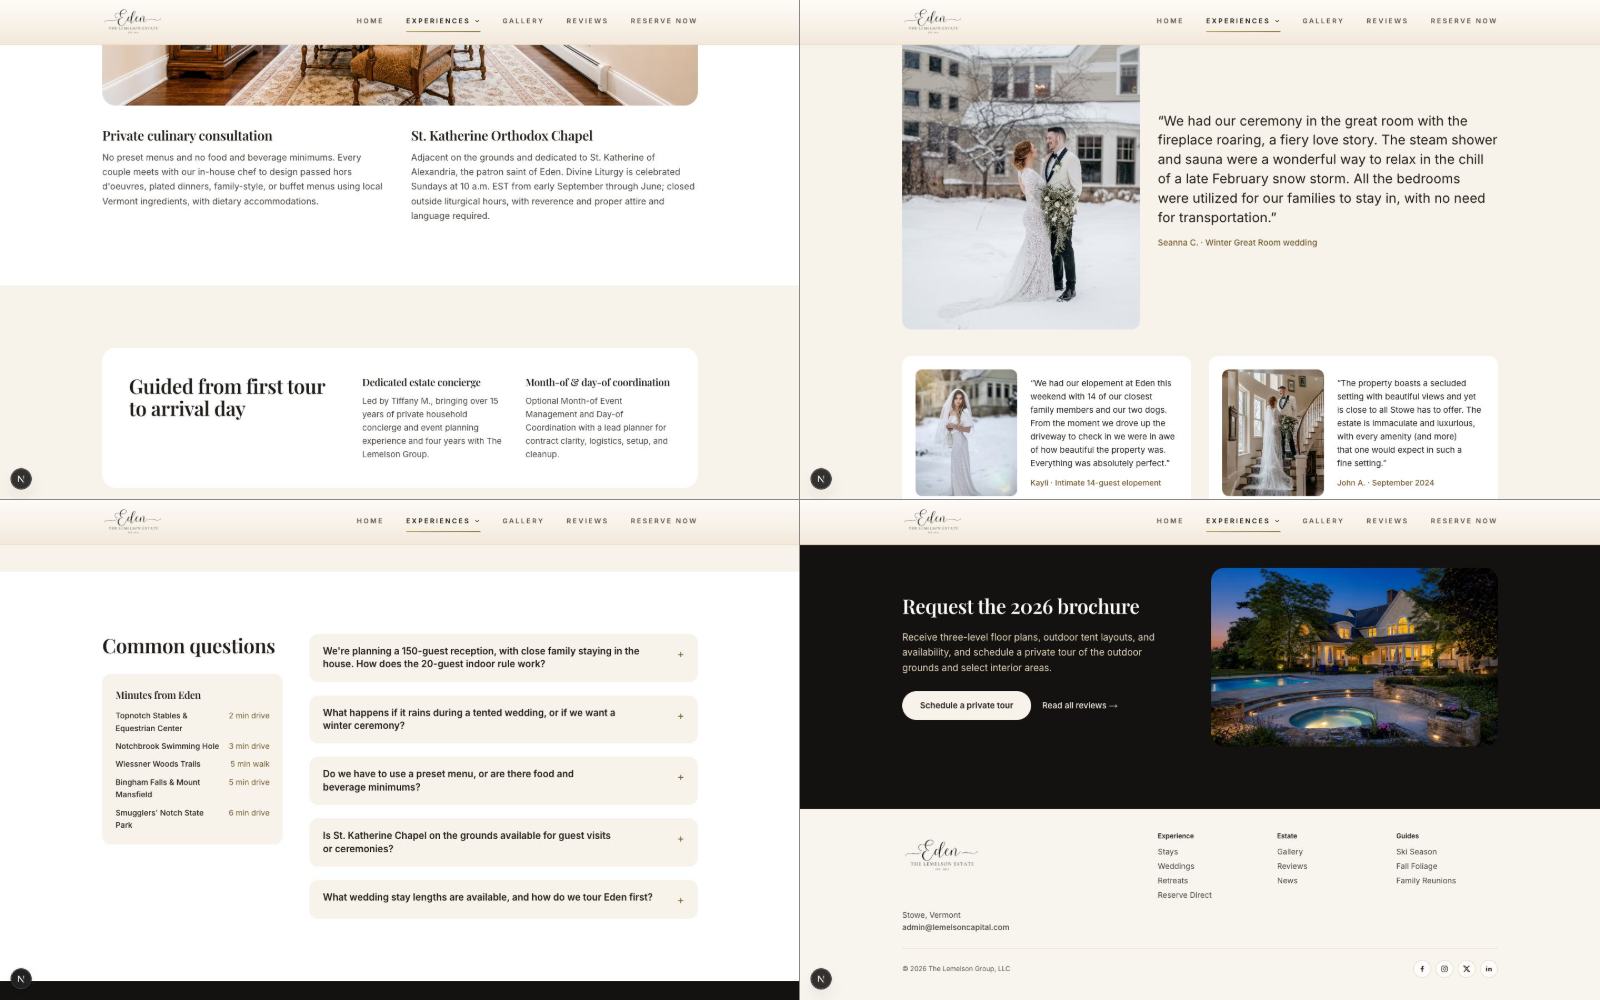 Eden
THE LEMELSON ESTATE
HOME EXPERIENCES GALLERY REVIEWS RESERVE NOW
Private culinary consultation
No preset menus and no food and beverage minimums. Every
couple meets with our in-house chef to design passed hors
d'oeuvres, plated dinners, family-style, or buffet menus using local
Vermont ingredients, with dietary accommodations.
St. Katherine Orthodox Chapel
Adjacent on the grounds and dedicated to St. Katherine of
Alexandria, the patron saint of Eden. Divine Liturgy is celebrated
Sundays at 10 a.m. EST from early September through June; closed
outside liturgical hours, with reverence and proper attire and
language required.
Guided from first tour
to arrival day
Dedicated estate concierge
Led by Tiffany M., bringing over 15
years of private household
concierge and event planning
experience and four years with The
Lemelson Group.
Month-of & day-of coordination
Optional Month-of Event
Management and Day-of
Coordination with a lead planner for
contract clarity, logistics, setup, and
cleanup.
N
Eden
THE LEMELSON ESTATE
HOME EXPERIENCES GALLERY REVIEWS RESERVE NOW
“We had our ceremony in the great room with the
fireplace roaring, a fiery love story. The steam shower
and sauna were a wonderful way to relax in the chill
of a late February snow storm. All the bedrooms
were utilized for our families to stay in, with no need
for transportation.”
Seanna C. · Winter Great Room wedding
“We had our elopement at Eden this
weekend with 14 of our closest
family members and our two dogs.
From the moment we drove up the
driveway to check in we were in awe
of how beautiful the property was.
Everything was absolutely perfect.”
Kayli · Intimate 14-guest elopement
“The property boasts a secluded
setting with beautiful views and yet
is close to all Stowe has to offer. The
estate is immaculate and luxurious,
with every amenity (and more)
that one would expect in such a
fine setting.”
John A. · September 2024
N
Eden
THE LEMELSON ESTATE
HOME EXPERIENCES GALLERY REVIEWS RESERVE NOW
Common questions
Minutes from Eden
Topnotch Stables & 2 min drive
Equestrian Center
Notchbrook Swimming Hole 3 min drive
Wiessner Woods Trails 5 min walk
Bingham Falls & Mount 5 min drive
Mansfield
Smugglers' Notch State 6 min drive
Park
We're planning a 150-guest reception, with close family staying in the +
house. How does the 20-guest indoor rule work?
What happens if it rains during a tented wedding, or if we want a +
winter ceremony?
Do we have to use a preset menu, or are there food and +
beverage minimums?
Is St. Katherine Chapel on the grounds available for guest visits +
or ceremonies?
What wedding stay lengths are available, and how do we tour Eden first? +
N
Eden
THE LEMELSON ESTATE
HOME EXPERIENCES GALLERY REVIEWS RESERVE NOW
Request the 2026 brochure
Receive three-level floor plans, outdoor tent layouts, and
availability, and schedule a private tour of the outdoor
grounds and select interior areas.
Schedule a private tour Read all reviews →
Eden
THE LEMELSON ESTATE
Stowe, Vermont
admin@lemelsoncapital.com
Experience
Stays
Weddings
Retreats
Reserve Direct
Estate
Gallery
Reviews
News
Guides
Ski Season
Fall Foliage
Family Reunions
© 2026 The Lemelson Group, LLC
f X in
N